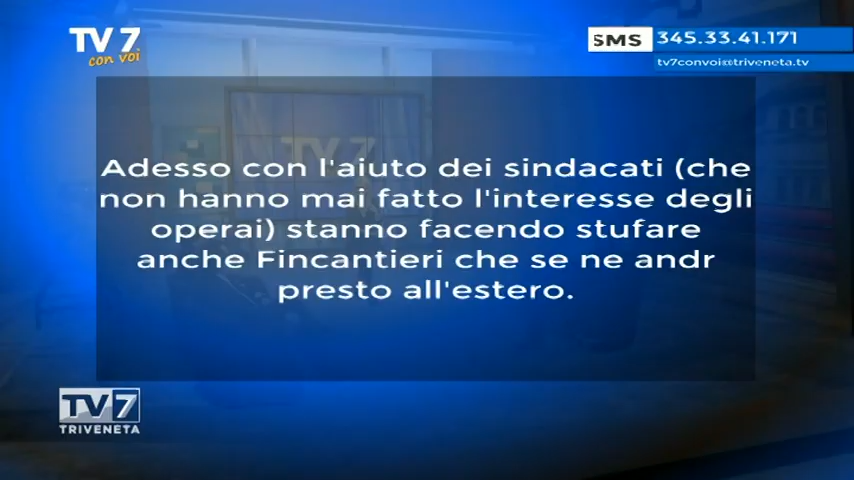 TV 7
con voi
SMS
345.33.41.171
tv7convoi@triveneta.tv
TV7
Adesso con l'aiuto dei sindacati (che
non hanno mai fatto l'interesse degli
operai) stanno facendo stufare
anche Fincantieri che se ne andr
presto all'estero.
TV7
TRIVENETA